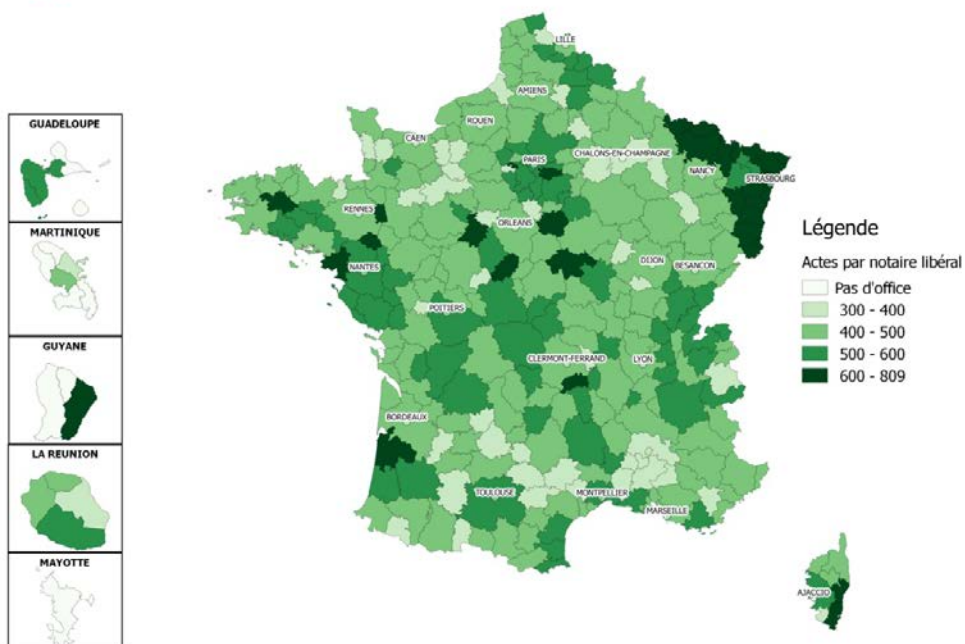 GUADELOUPE
MARTINIQUE
GUYANE
LA REUNION
MAYOTTE
LILLE
AMIENS
ROUEN
CAEN
PARIS
CHALONS-EN-CHAMPAGNE
NANCY
STRASBOURG
RENNES
ORLEANS
NANTES
DIJON
BESANCON
POITIERS
CLERMONT-FERRAND
LYON
BORDEAUX
TOULOUSE
MONTPELLIER
MARSEILLE
AJACCIO
Légende
Actes par notaire libéral
Pas d'office
300 - 400
400 - 500
500 - 600
600 - 809